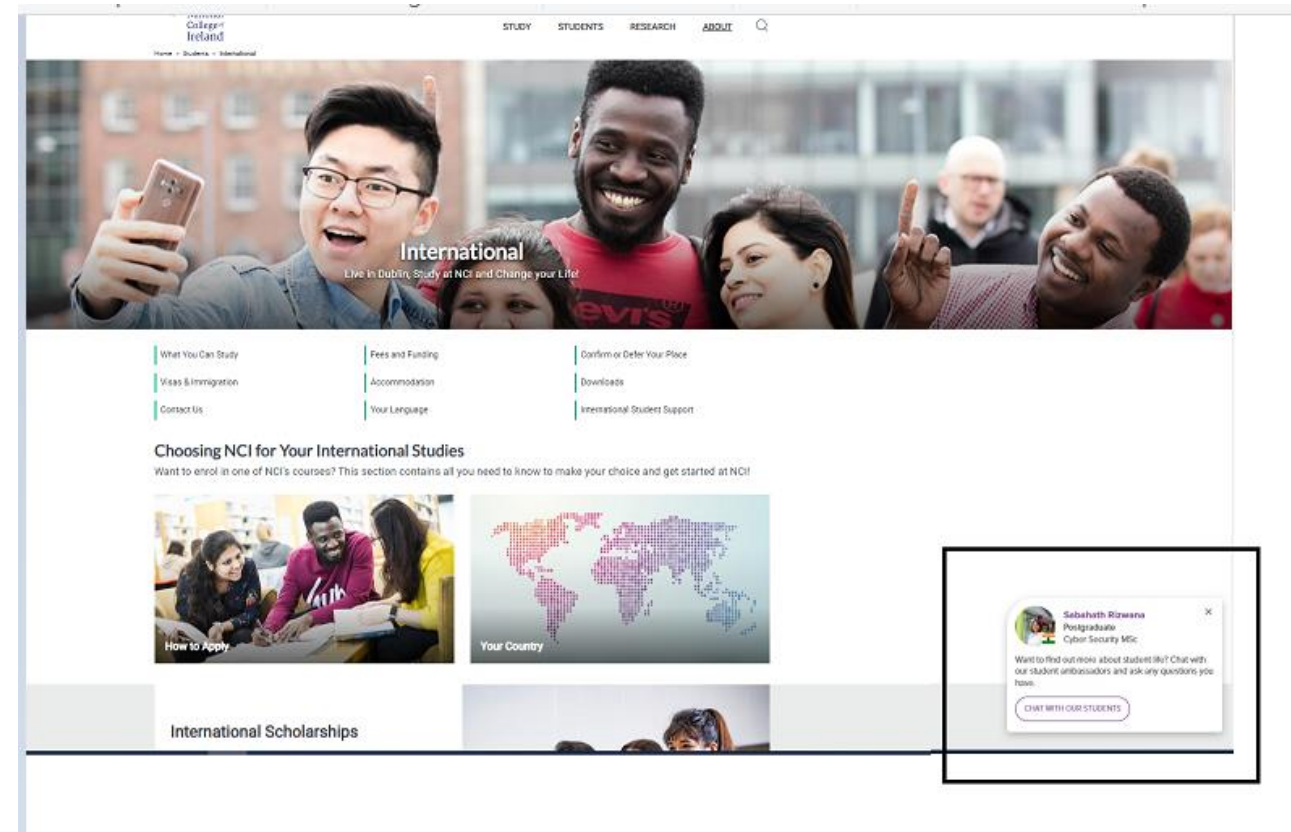 National
College of
Ireland
STUDY STUDENTS RESEARCH ABOUT
Home Students International
International
Live in Dublin, Study at NCI and Change your Life!
Levi's
What You Can Study
Fees and Funding
Confirm or Defer Your Place
Visas & Immigration
Accommodation
Downloads
Contact Us
Your Language
International Student Support
Choosing NCI for Your International Studies
Want to enrol in one of NCI's courses? This section contains all you need to know to make your choice and get started at NCI!
How to Apply
Your Country
Sabahath Rizwana
Postgraduate
Cyber Security MSc
Want to find out more about student life? Chat with
our student ambassadors and ask any questions you
have.
CHAT WITH OUR STUDENTS
International Scholarships